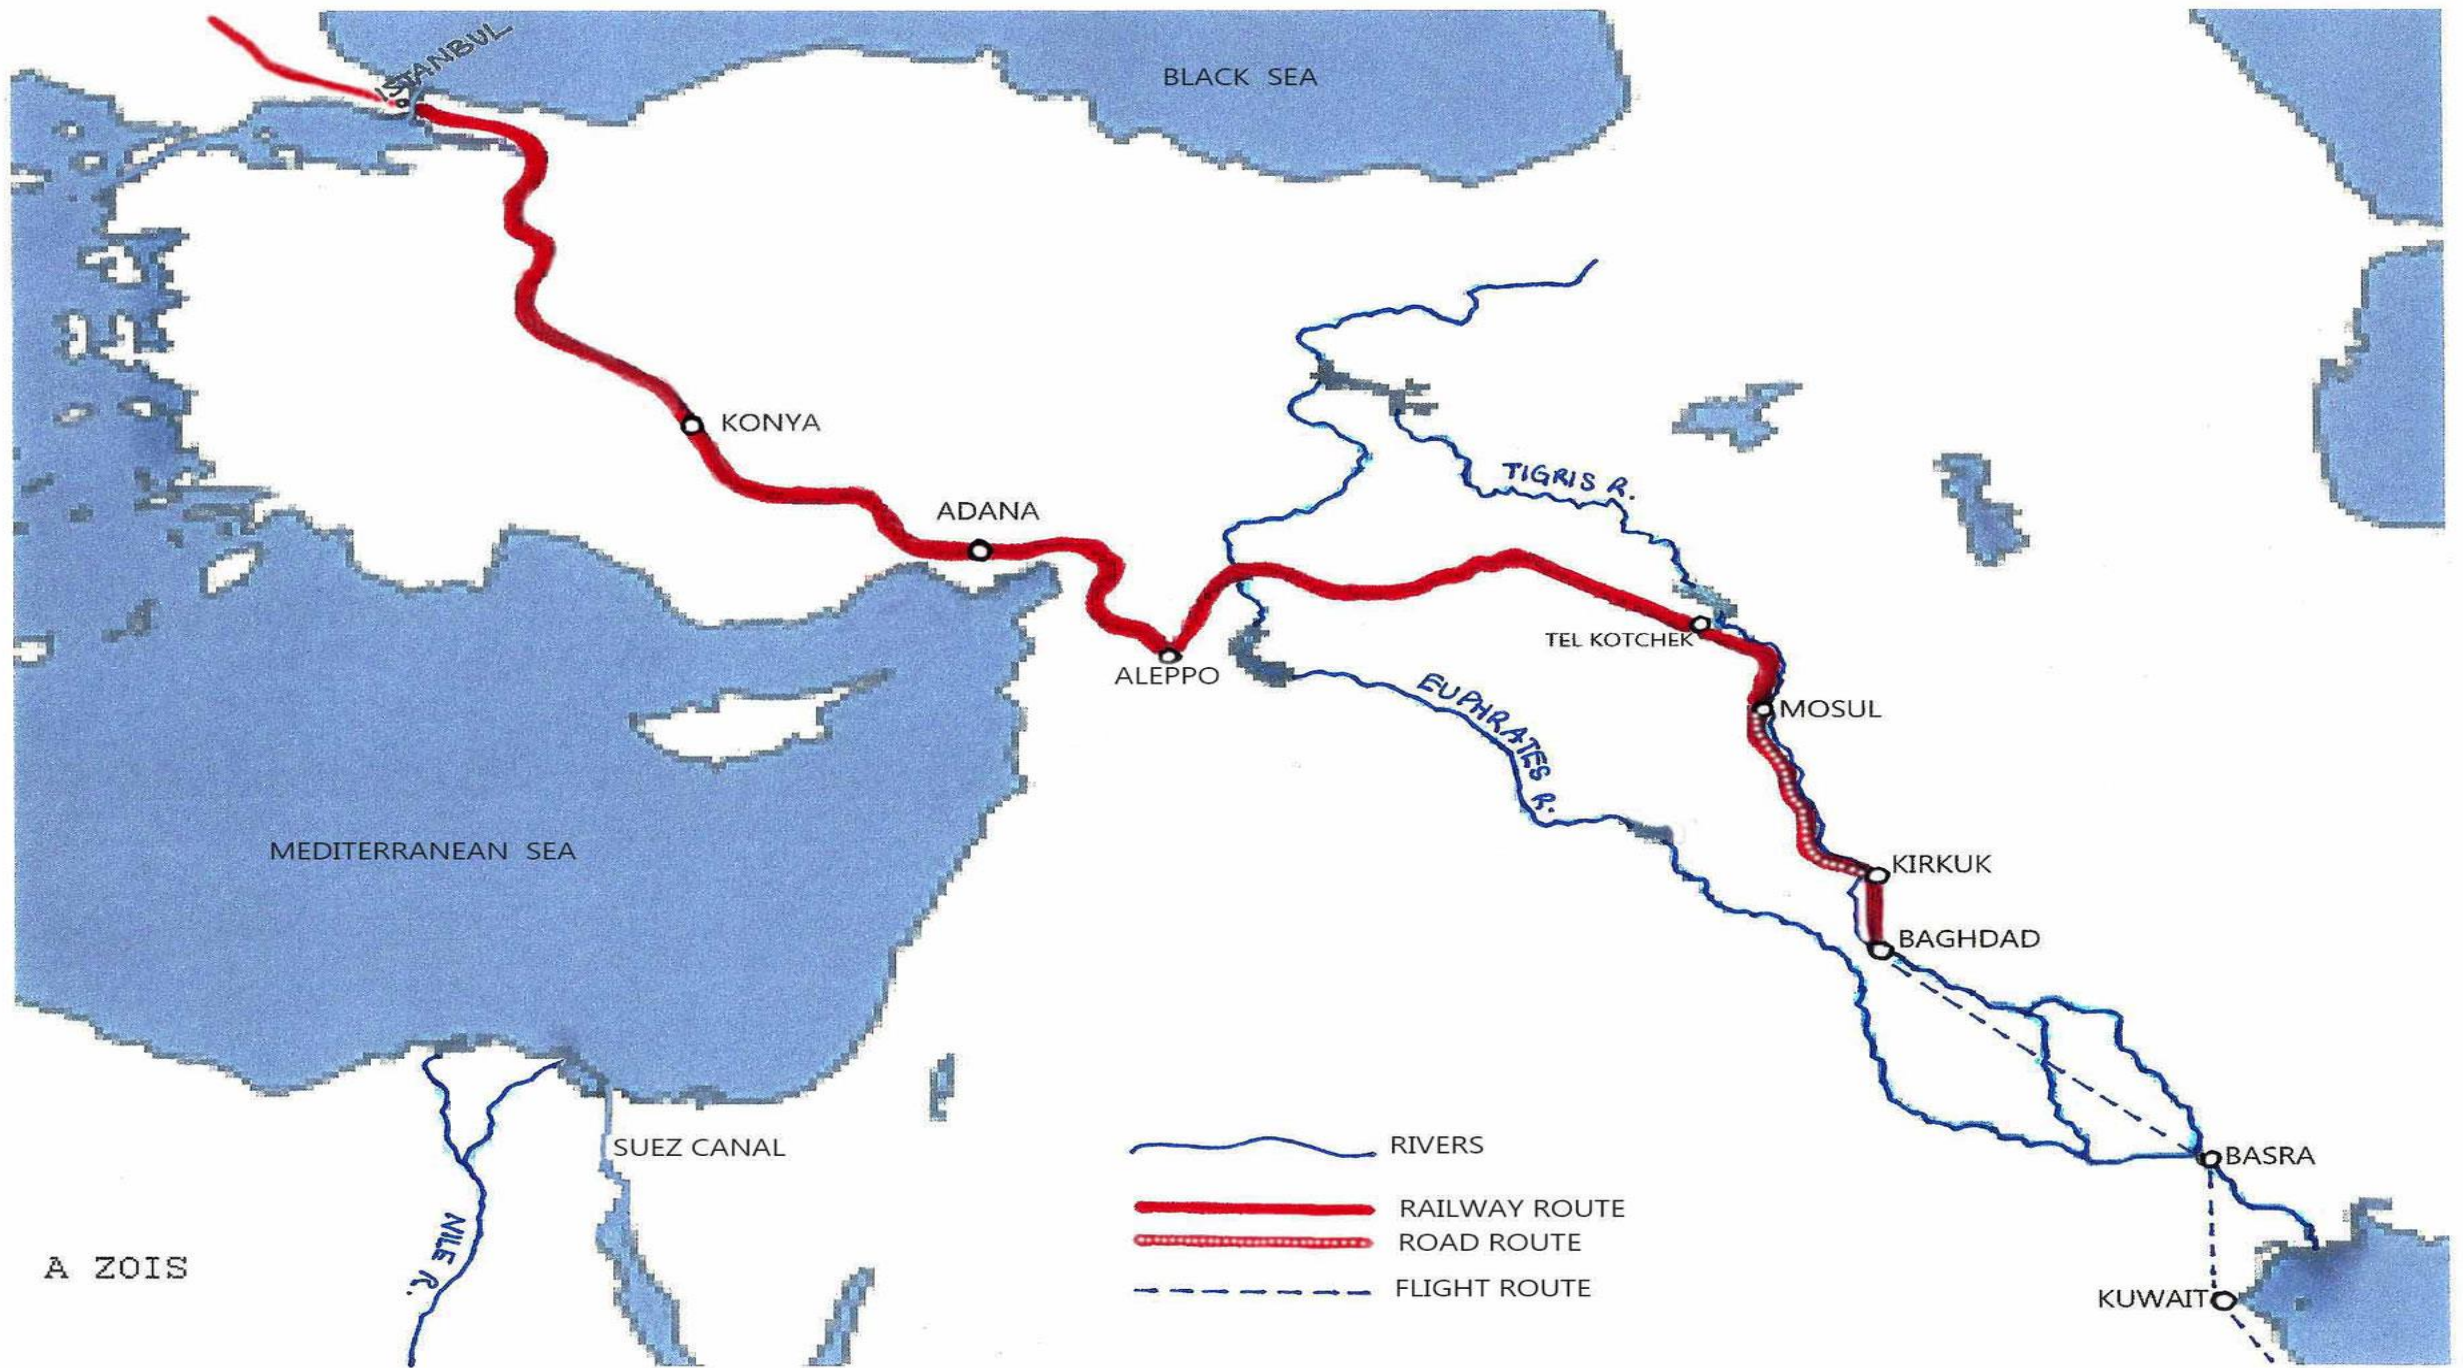 ISTANBUL
BLACK SEA
KONYA
ADANA
TIGRIS R.
TEL KOTCHEK
ALEPPO
EUPHRATES R.
MOSUL
MEDITERRANEAN SEA
KIRKUK
BAGHDAD
SUEZ CANAL
RIVERS
BASRA
RAILWAY ROUTE
ROAD ROUTE
NILE R.
A ZOIS
FLIGHT ROUTE
KUWAIT